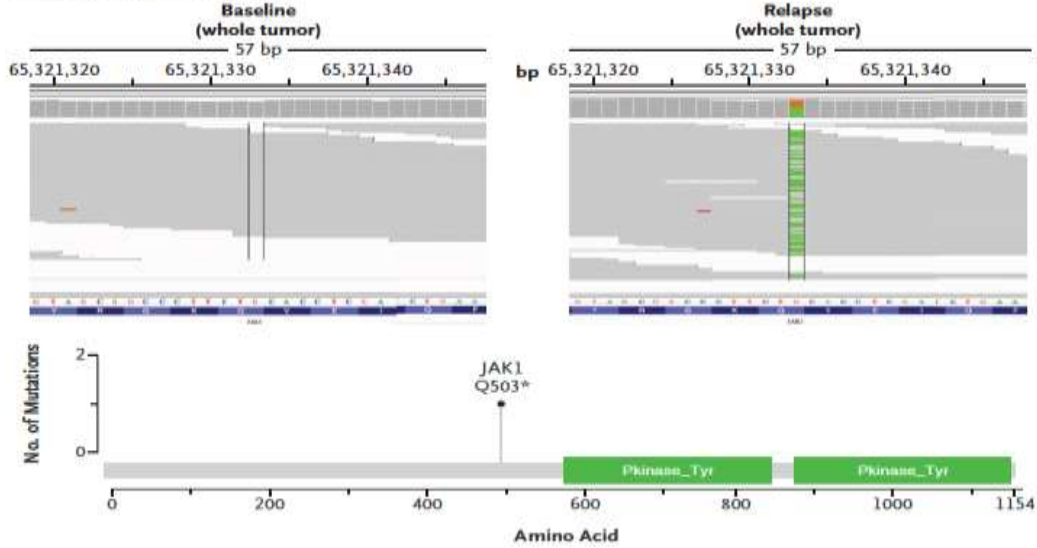 Baseline
(whole tumor)
57 bp
65,321,320 65,321,330 65,321,340
Relapse
(whole tumor)
57 bp
bp 65,321,320 65,321,330 65,321,340
No. of Mutations
2
0
JAK1
Q503*
Pkinase_Tyr Pkinase_Tyr
0 200 400 600 800 1000 1154
Amino Acid